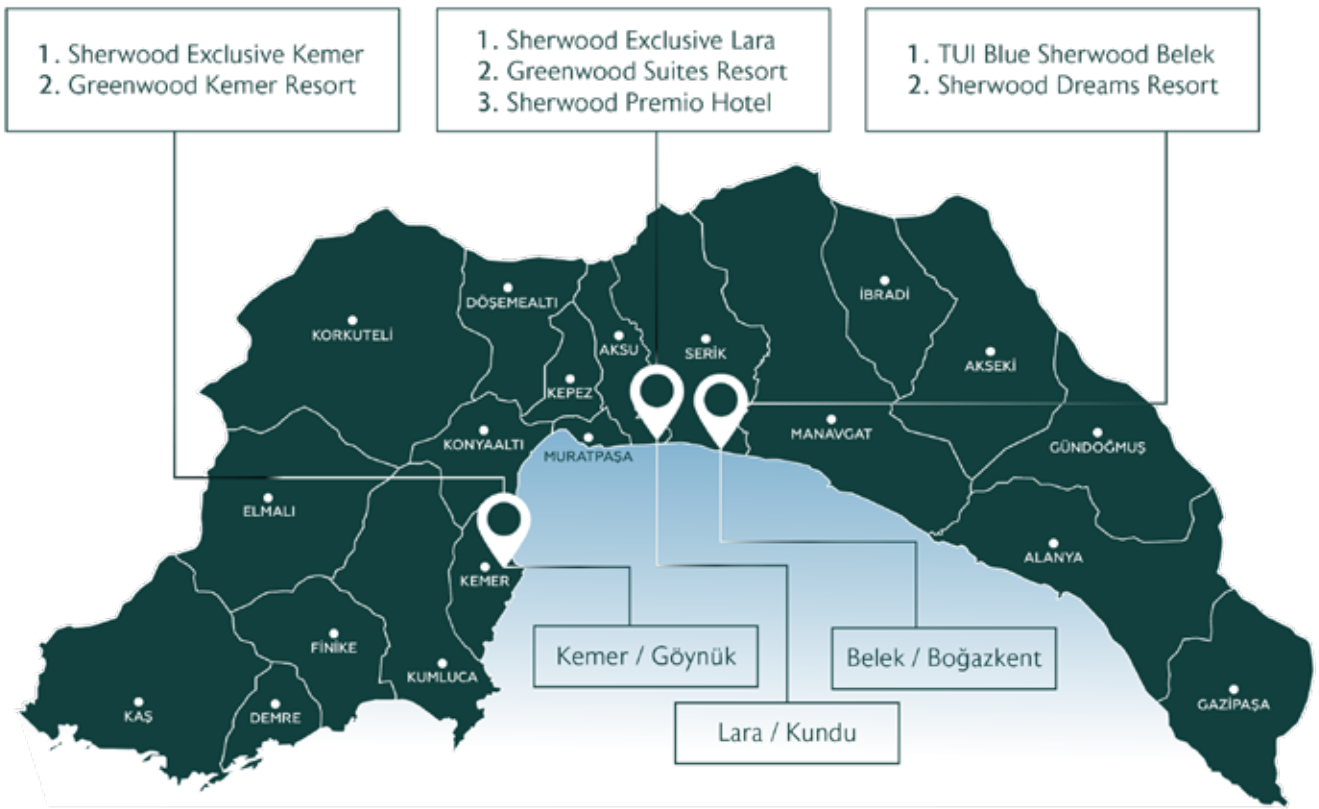 1. Sherwood Exclusive Kemer
2. Greenwood Kemer Resort
1. Sherwood Exclusive Lara
2. Greenwood Suites Resort
3. Sherwood Premio Hotel
1. TUI Blue Sherwood Belek
2. Sherwood Dreams Resort
KORKUTELİ
DÖŞEMEALTI
KEPEZ
AKSU
SERİK
İBRADİ
AKSEKİ
KONYAALTI
MURATPAŞA
MANAVGAT
GÜNDOĞMUŞ
ELMALI
KEMER
ALANYA
FİNİKE
KUMLUCA
KAŞ
DEMRE
GAZİPAŞA
Kemer / Göynük
Belek / Boğazkent
Lara / Kundu